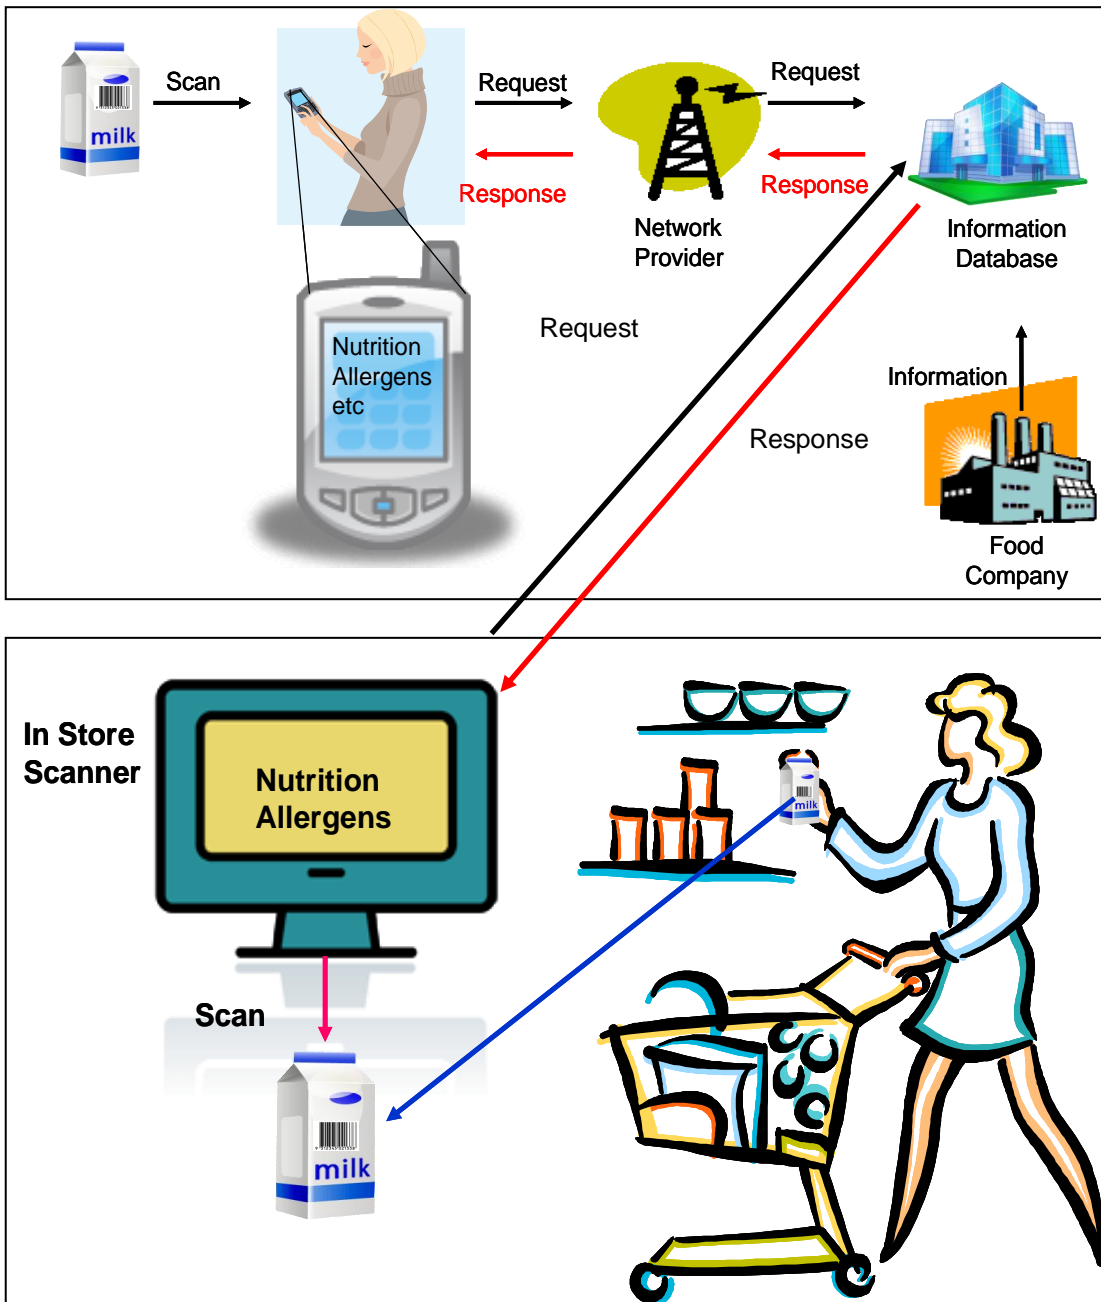 Scan
Request
Request
milk
Response
Response
Network
Provider
Information
Database
Nutrition
Allergens
etc
Request
Information
Response
Food
Company
In Store
Scanner
Nutrition
Allergens
milk
Scan
milk